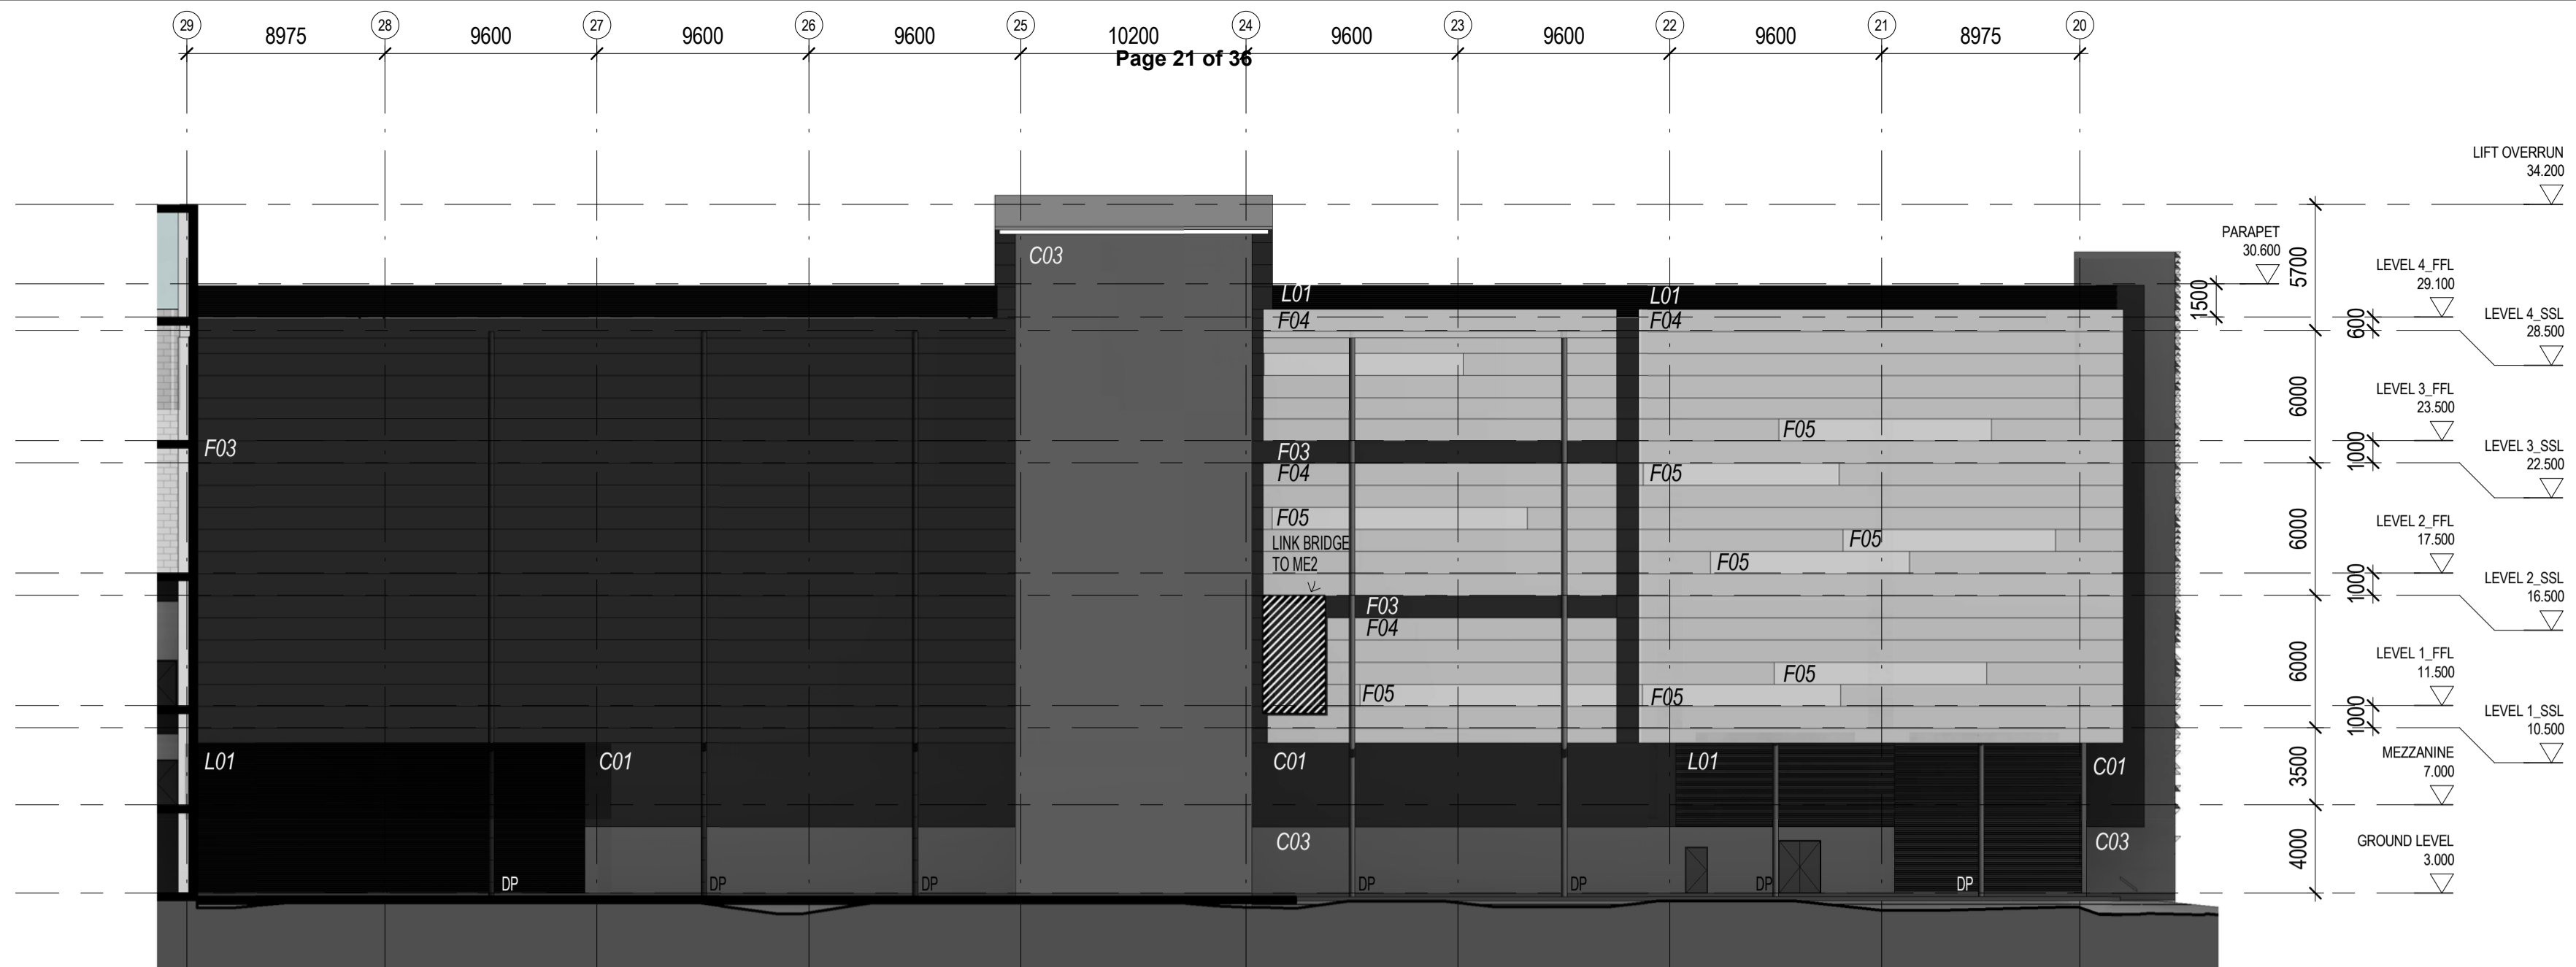 29 28 27 26 25 24 23 22 21 20
8975 9600 9600 9600 10200 9600 9600 9600 8975
Page 21 of 36
LIFT OVERRUN
34.200
PARAPET
30.600
5700
LEVEL 4_FFL
29.100
1500
LEVEL 4_SSL
28.500
600
C03
L01 L01
F04 F04
6000
LEVEL 3_FFL
23.500
F05
F03 F03
1000
LEVEL 3_SSL
22.500
F04 F05
F05
6000
LEVEL 2_FFL
17.500
F05
LINK BRIDGE
TO ME2
F05
1000
LEVEL 2_SSL
16.500
F03
F04
6000
LEVEL 1_FFL
11.500
F05
F05 F05
1000
LEVEL 1_SSL
10.500
L01 C01 C01 L01 C01
3500
MEZZANINE
7.000
C03 C03
4000
GROUND LEVEL
3.000
DP DP DP DP DP DP DP